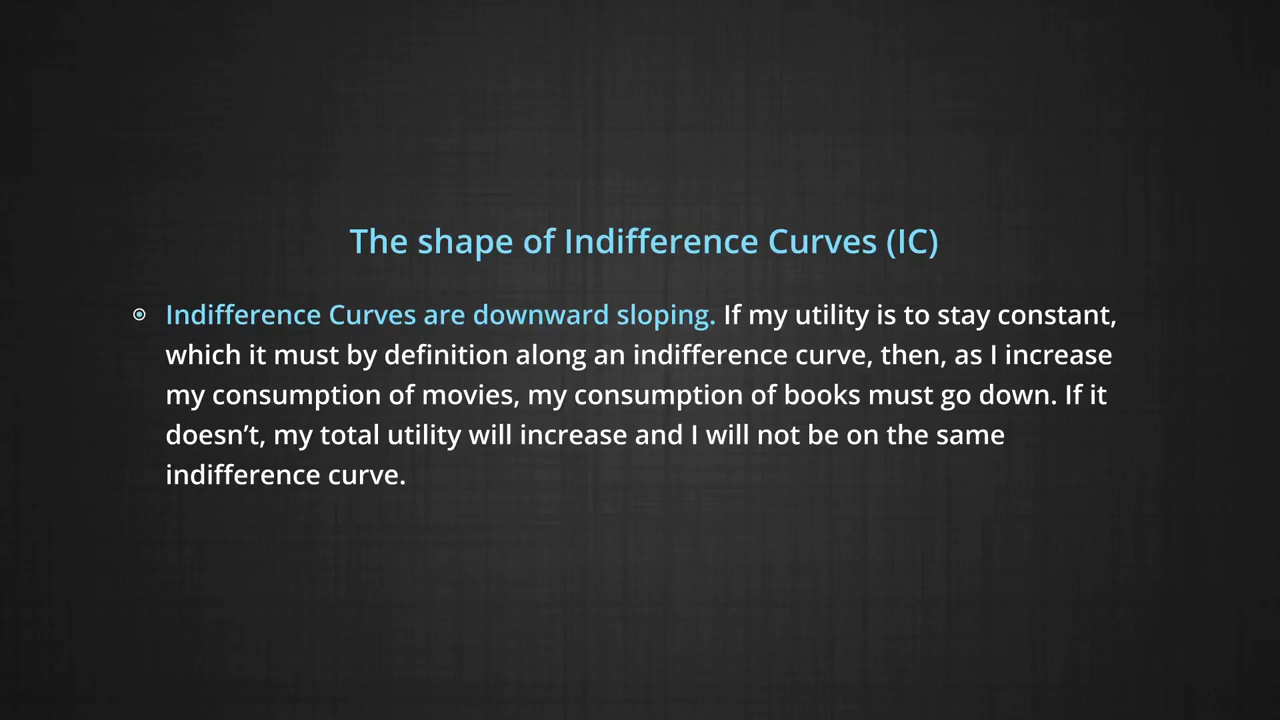 The shape of Indifference Curves (IC)
Indifference Curves are downward sloping. If my utility is to stay constant,
which it must by definition along an indifference curve, then, as I increase
my consumption of movies, my consumption of books must go down. If it
doesn’t, my total utility will increase and I will not be on the same
indifference curve.